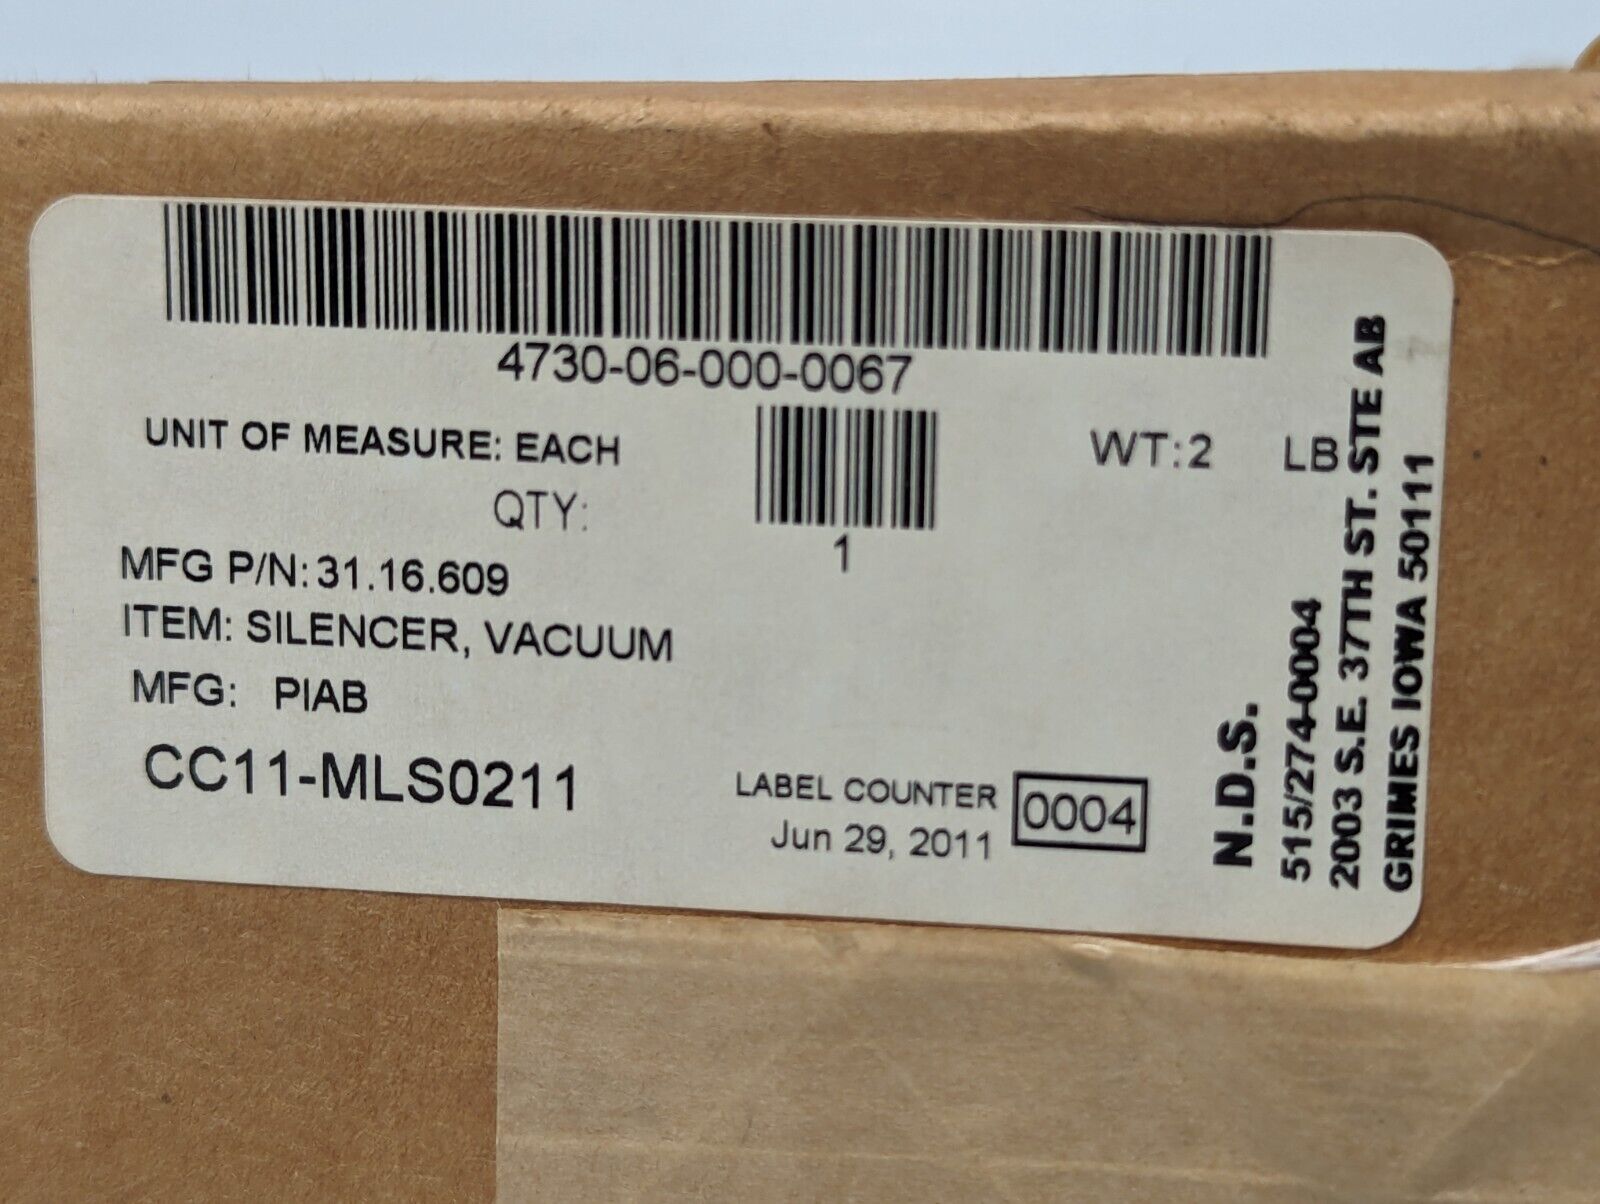 4730-06-000-0067
UNIT OF MEASURE: EACH
QTY:
1
WT:2 LB
MFG P/N: 31.16.609
ITEM: SILENCER, VACUUM
MFG: PIAB
CC11-MLS0211
LABEL COUNTER 0004
Jun 29, 2011
N.D.S.
515/274-0004
2003 S.E. 37TH ST. STE AB
GRIMES IOWA 50111